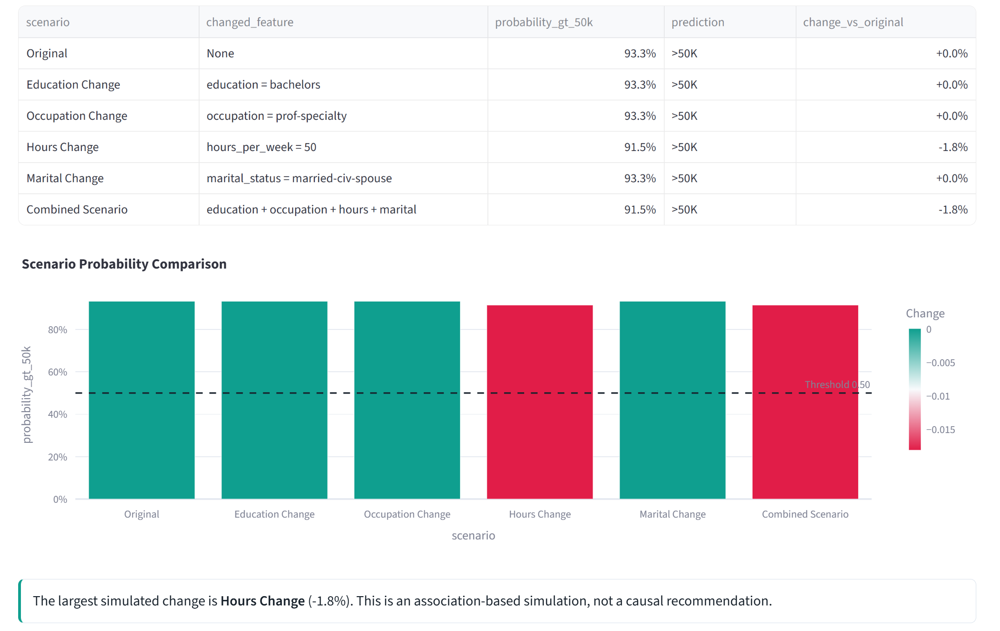 scenario changed_feature probability_gt_50k prediction change_vs_original
Original None 93.3% >50K +0.0%
Education Change education = bachelors 93.3% >50K +0.0%
Occupation Change occupation = prof-specialty 93.3% >50K +0.0%
Hours Change hours_per_week = 50 91.5% >50K -1.8%
Marital Change marital_status = married-civ-spouse 93.3% >50K +0.0%
Combined Scenario education + occupation + hours + marital 91.5% >50K -1.8%
Scenario Probability Comparison
probability_gt_50k
80%
60%
40%
20%
0%
Threshold 0.50
Original Education Change Occupation Change Hours Change Marital Change Combined Scenario
scenario
Change
0
−0.005
−0.01
−0.015
The largest simulated change is Hours Change (-1.8%). This is an association-based simulation, not a causal recommendation.